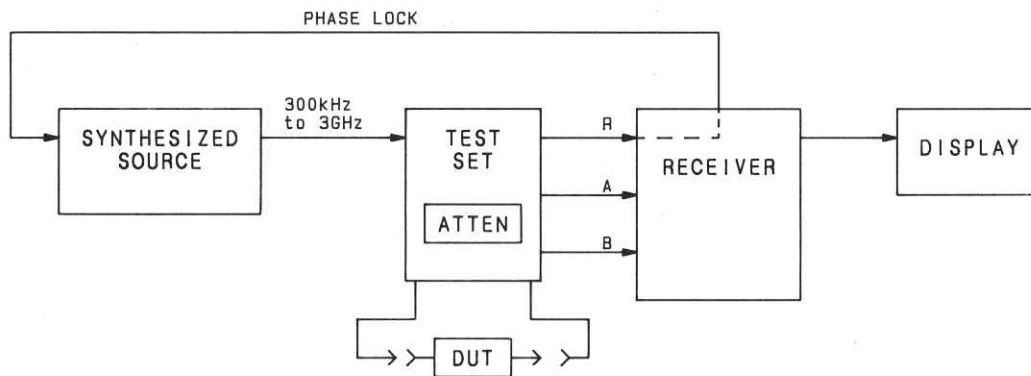 PHASE LOCK
300kHz
to 3GHz
SYNTHESIZED
SOURCE
TEST
SET
ATTEN
R
A
B
RECEIVER
DISPLAY
DUT